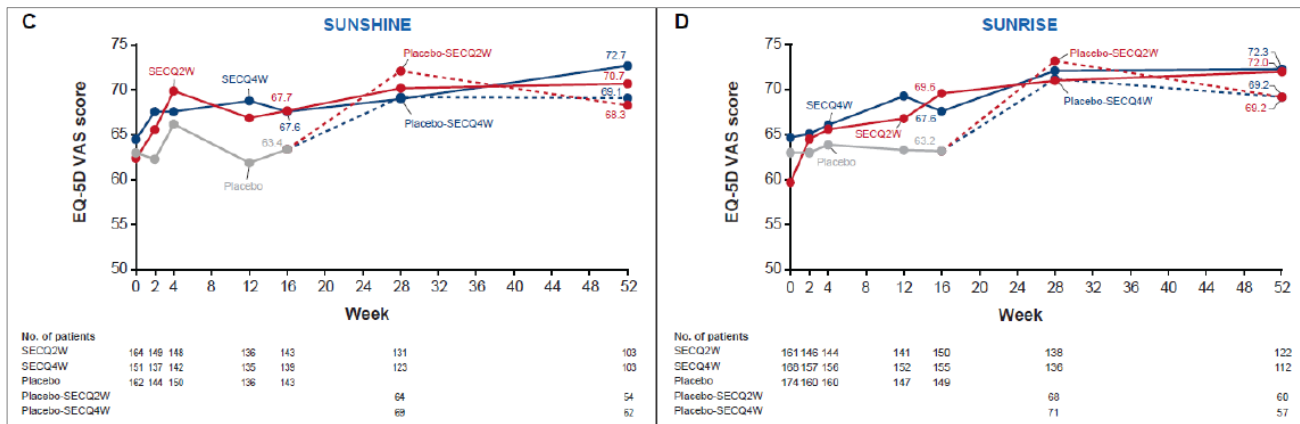 C
SUNSHINE
EQ-5D VAS score
75
70
65
60
55
50
SECQ2W
SECQ4W
Placebo
67.7
67.6
63.4
Placebo-SECQ2W
Placebo-SECQ4W
72.7
70.7
69.1
68.3
0 2 4 8 12 16 20 24 28 32 36 40 44 48 52
Week
No. of patients
SECQ2W 164 149 148 136 143 131 103
SECQ4W 151 137 142 135 139 123 103
Placebo 162 144 150 136 143
Placebo-SECQ2W 64 54
Placebo-SECQ4W 69 62
D
SUNRISE
EQ-5D VAS score
75
70
65
60
55
50
SECQ4W
SECQ2W
Placebo
69.6
67.6
63.2
Placebo-SECQ2W
Placebo-SECQ4W
72.3
72.0
69.2
69.2
0 2 4 8 12 16 20 24 28 32 36 40 44 48 52
Week
No. of patients
SECQ2W 161 146 144 141 150 138 122
SECQ4W 168 157 156 152 155 136 112
Placebo 174 160 160 147 149
Placebo-SECQ2W 68 60
Placebo-SECQ4W 71 57